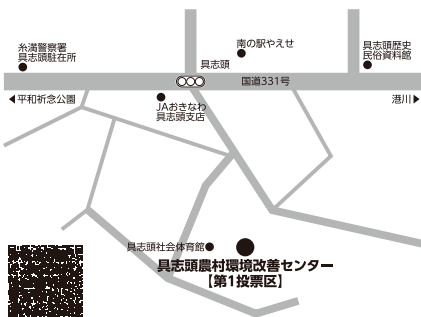 糸満警察署
具志頭駐在所
具志頭
南の駅やえせ
具志頭歴史
民俗資料館
国道331号
◀平和祈念公園
JAおきなわ
具志頭支店
港川▶
具志頭社会体育館
具志頭農村環境改善センター
【第1投票区】